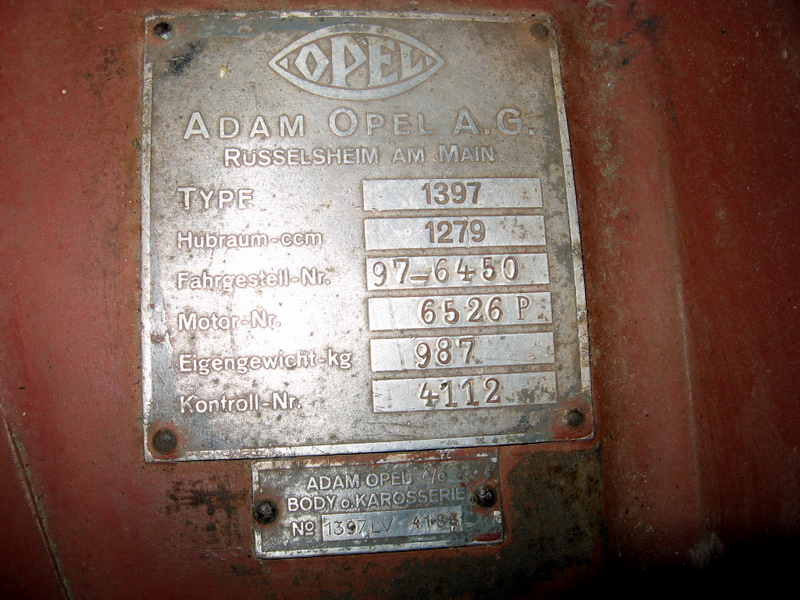 OPEL
ADAM OPEL A.G.
RÜSSELSHEIM AM MAIN
TYPE 1397
Hubraum-ccm 1279
Fahrgestell-Nr. 97-6450
Motor-Nr. 6526 P
Eigengewicht-kg 987
Kontroll-Nr. 4112
ADAM OPEL
BODY o. KAROSSERIE
No 1397LV